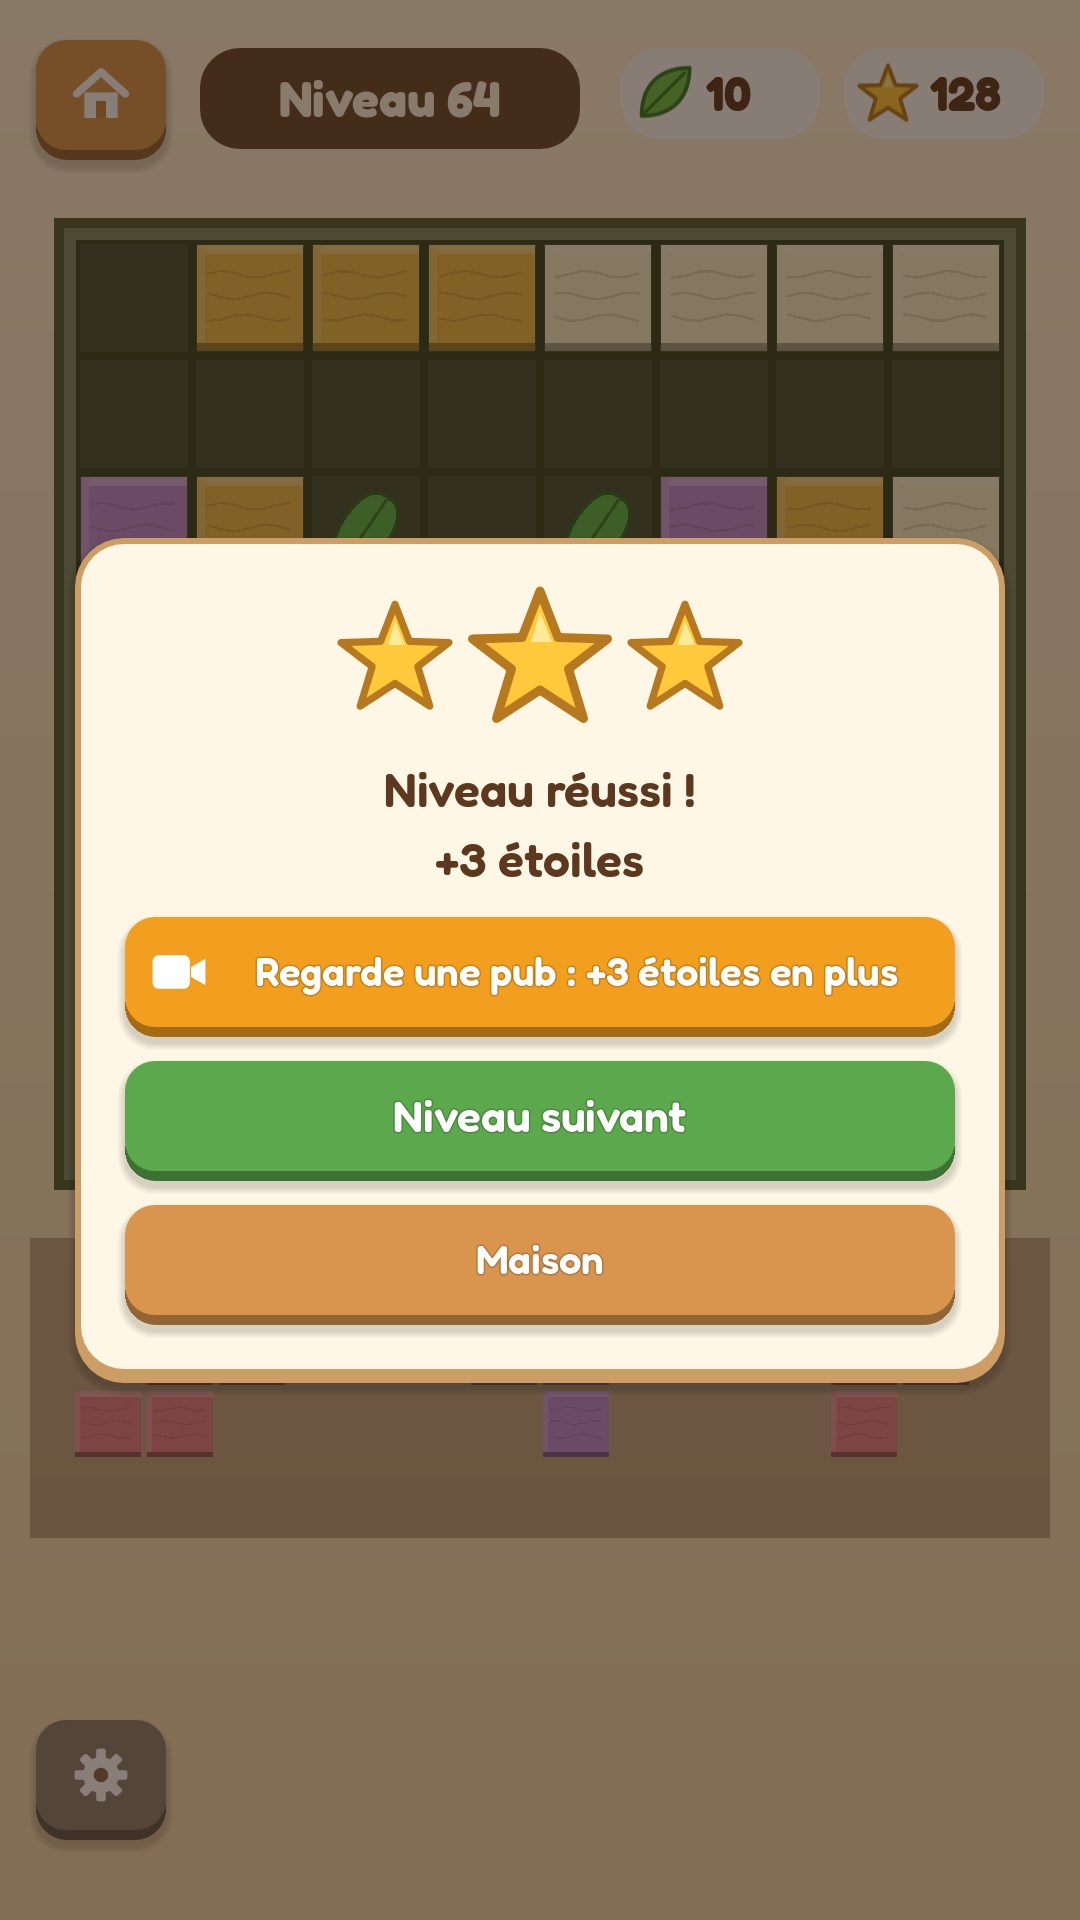 Niveau 64
10
128
Niveau réussi !
+3 étoiles
Regarde une pub : +3 étoiles en plus
Niveau suivant
Maison